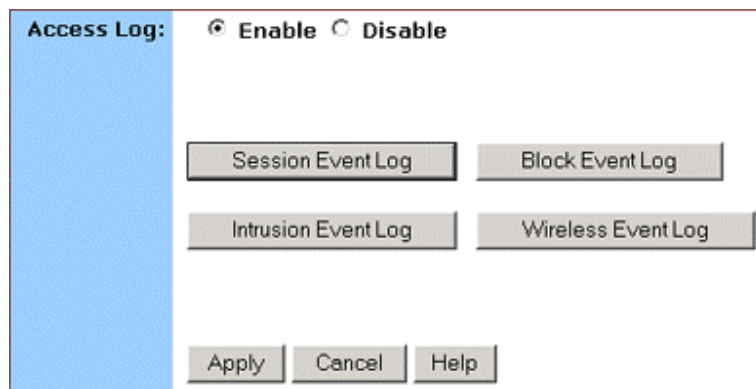 Access Log: Enable Disable
Session Event Log Block Event Log
Intrusion Event Log Wireless Event Log
Apply Cancel Help